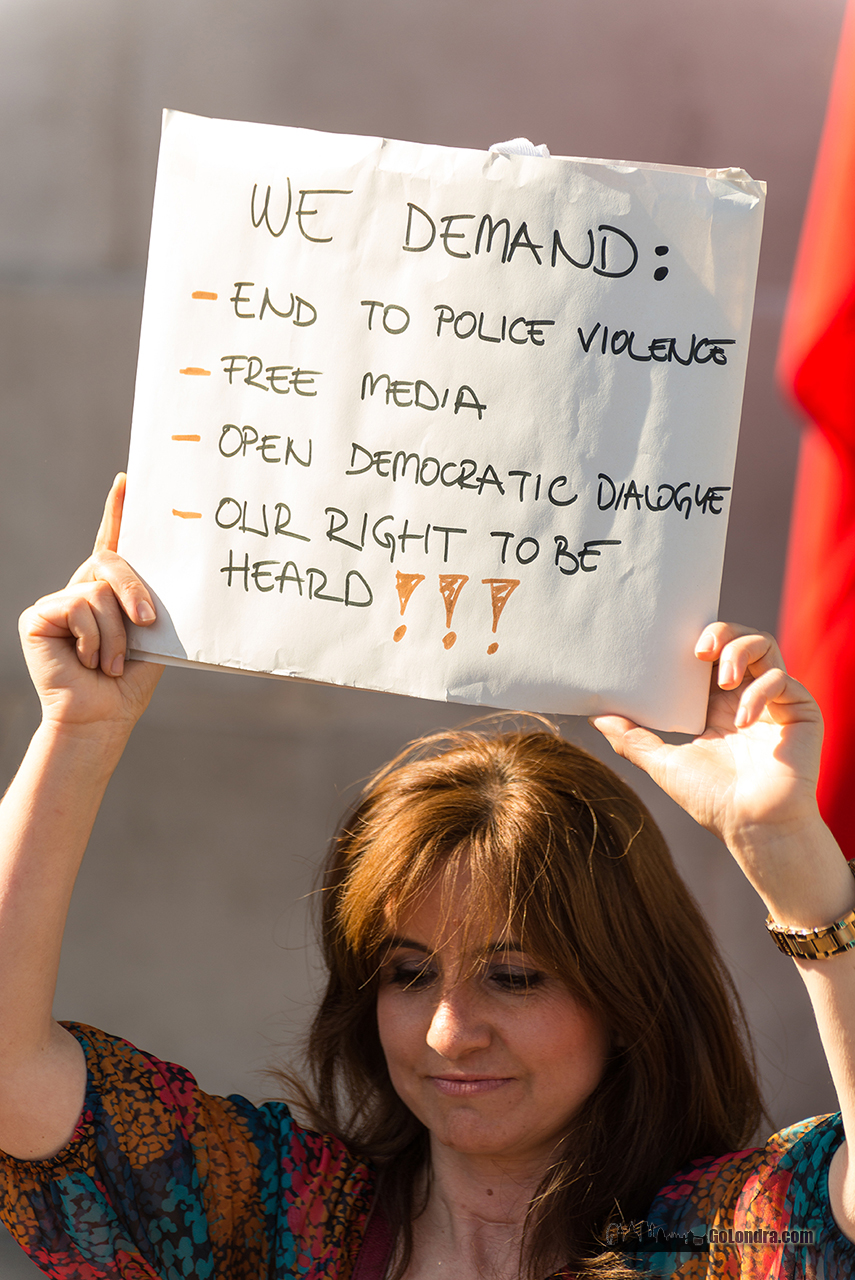 WE DEMAND:
- END TO POLICE VIOLENCE
- FREE MEDIA
- OPEN DEMOCRATIC DIALOGUE
- OUR RIGHT TO BE
HEARD !!!
GoLondra.com